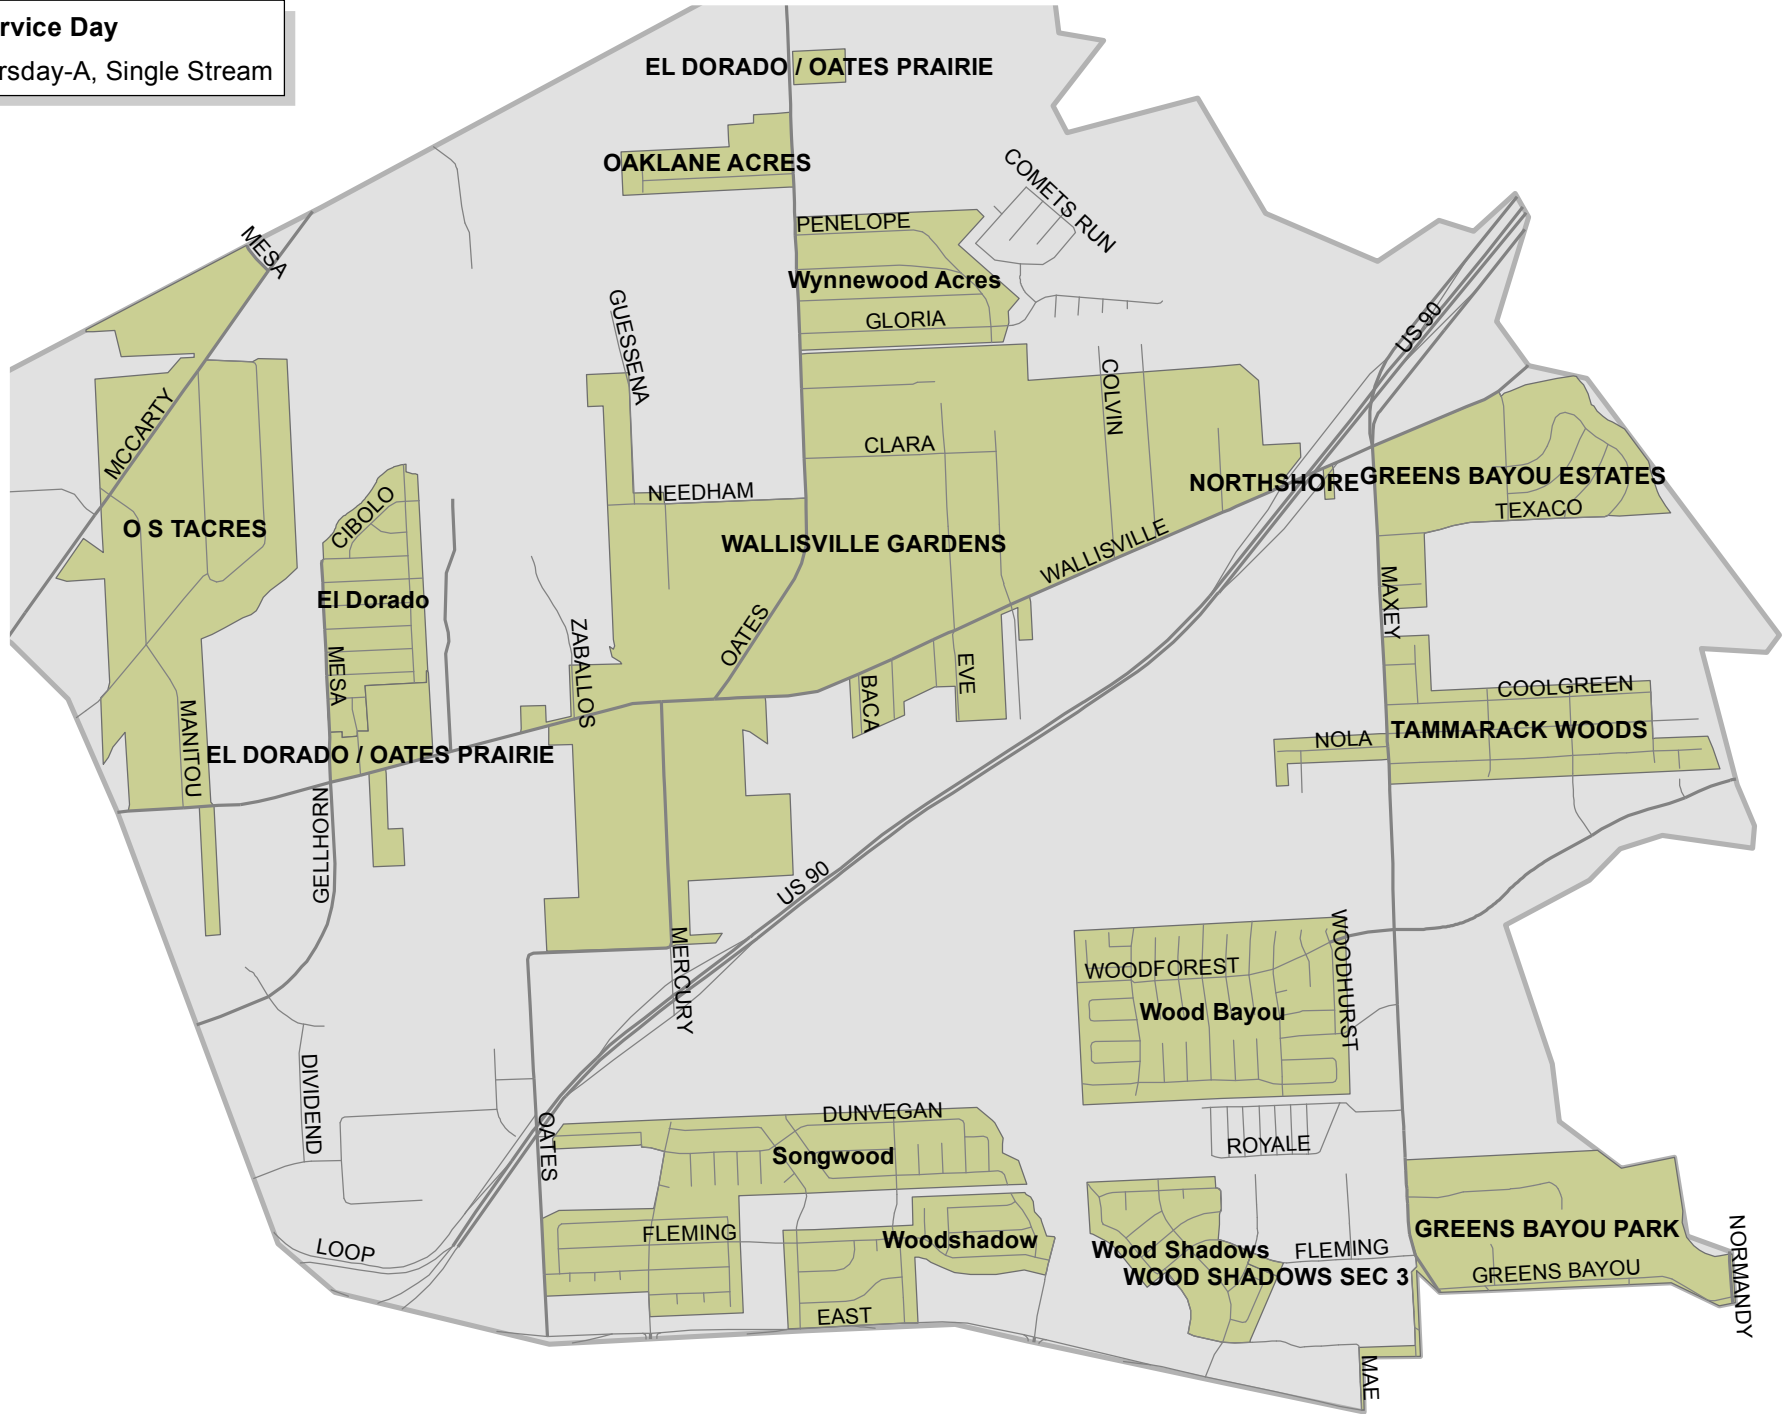 rvice Day
rsday-A, Single Stream
EL DORADO / OATES PRAIRIE
OAKLANE ACRES
COMETS RUN
PENELOPE
MESA
Wynnewood Acres
GLORIA
GUESSENA
US 90
COLVIN
MCCARTY
CLARA
NORTHSHORE
GREENS BAYOU ESTATES
NEEDHAM
CIBOLO
TEXACO
O S TACRES
WALLISVILLE GARDENS
WALLISVILLE
El Dorado
MAXEY
OATES
ZABALLOS
MESA
EVE
BACA
COOLGREEN
MANITOU
TAMMARACK WOODS
NOLA
EL DORADO / OATES PRAIRIE
GELLHORN
US 90
MERCURY
WOODHURST
WOODFOREST
Wood Bayou
DIVIDEND
OATES
DUNVEGAN
ROYALE
Songwood
FLEMING
Woodshadow
LOOP
Wood Shadows
FLEMING
GREENS BAYOU PARK
WOOD SHADOWS SEC 3
GREENS BAYOU
NORMANDY
EAST
MAE